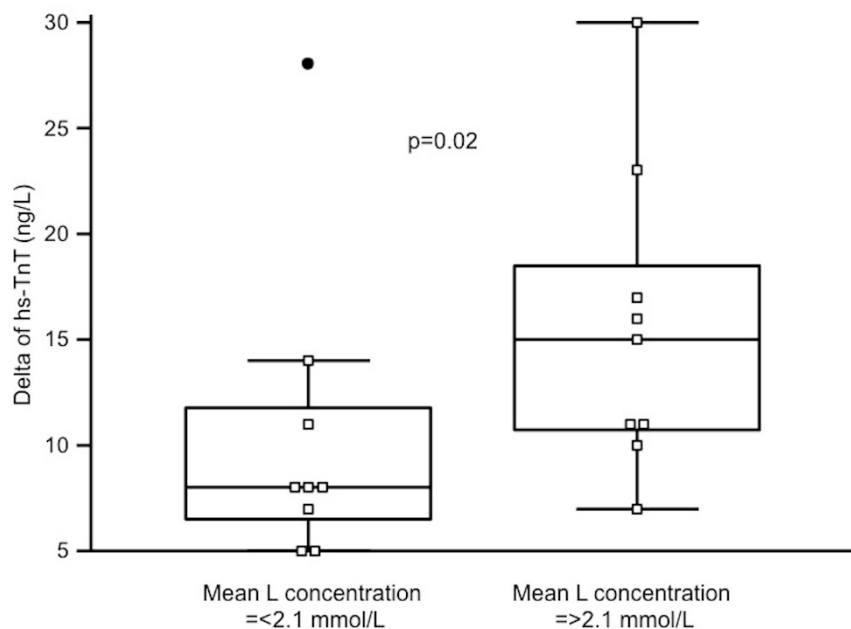 30
25
20
15
10
5
Delta of hs-TnT (ng/L)
p=0.02
Mean L concentration
=<2.1 mmol/L
Mean L concentration
=>2.1 mmol/L